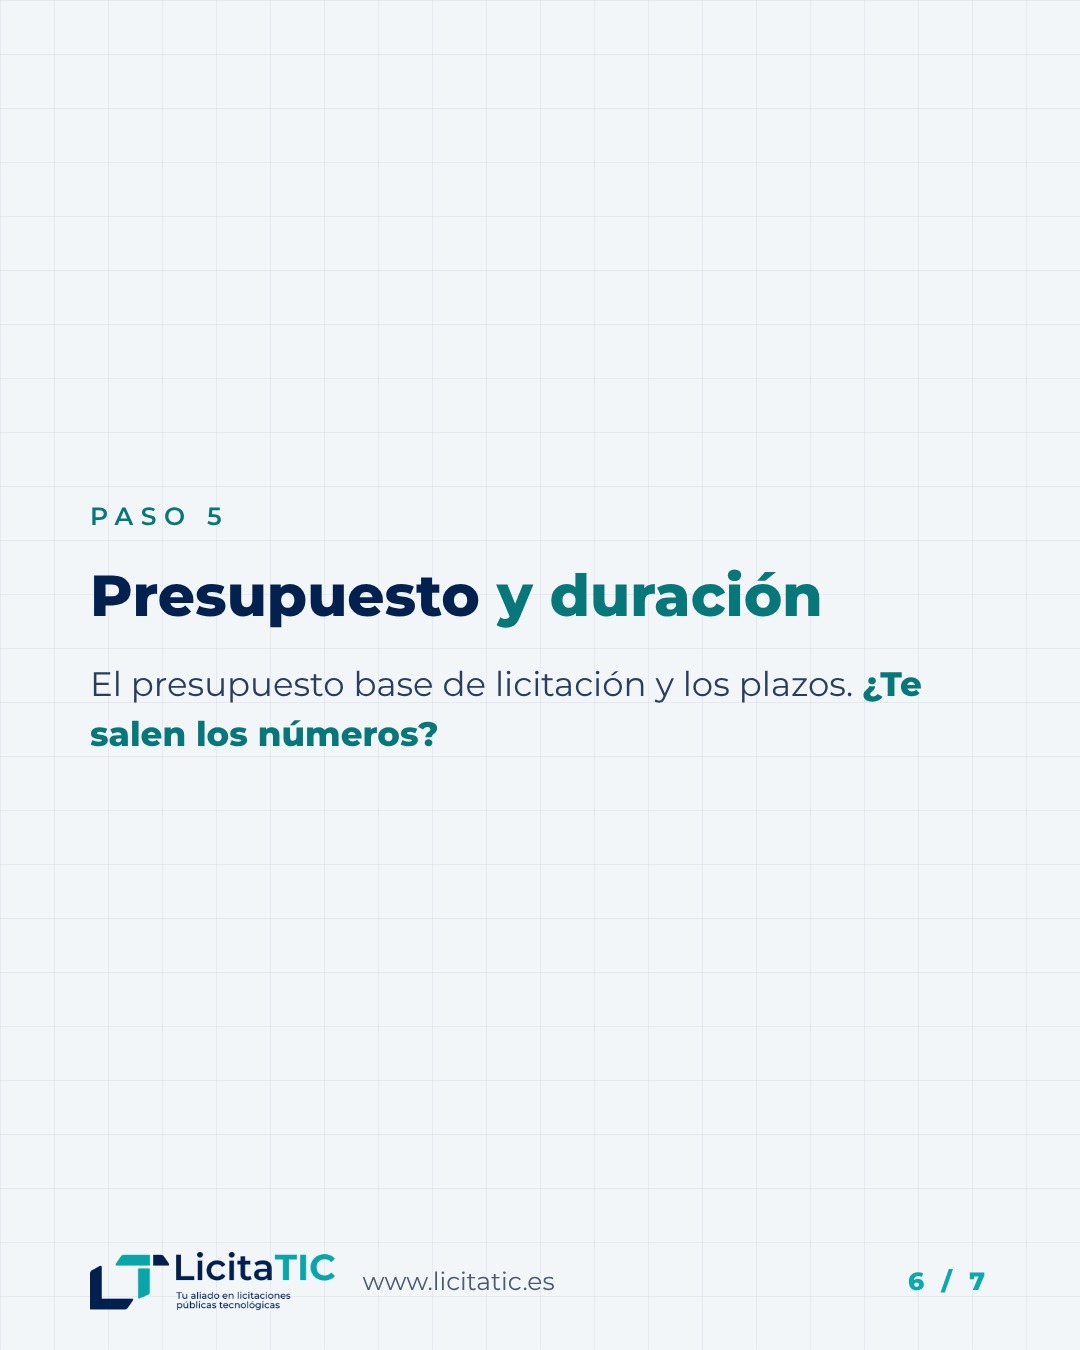 PASO 5
Presupuesto y duración
El presupuesto base de licitación y los plazos. ¿Te
salen los números?
LicitaTIC
Tu aliado en licitaciones
públicas tecnológicas
www.licitatic.es
6 / 7